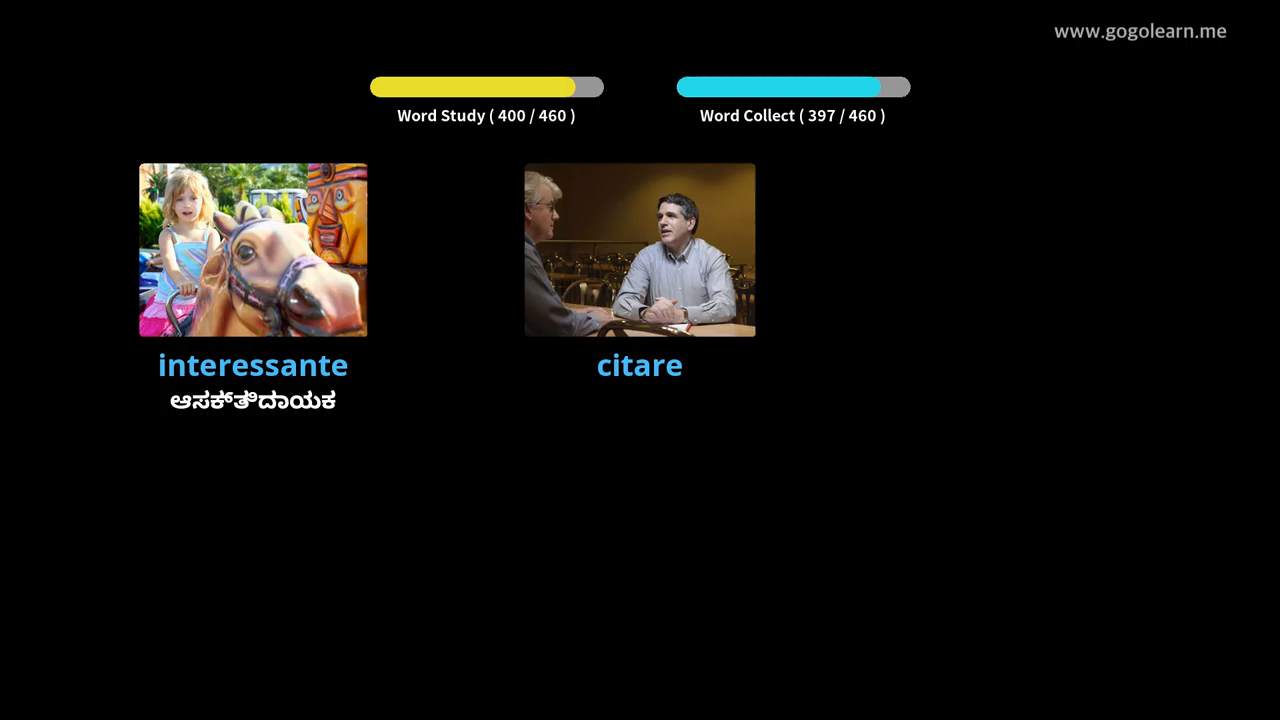 www.gogolearn.me
Word Study ( 400 / 460 )
Word Collect ( 397 / 460 )
interessante
ಆಸಕ್ತಿದಾಯಕ
citare